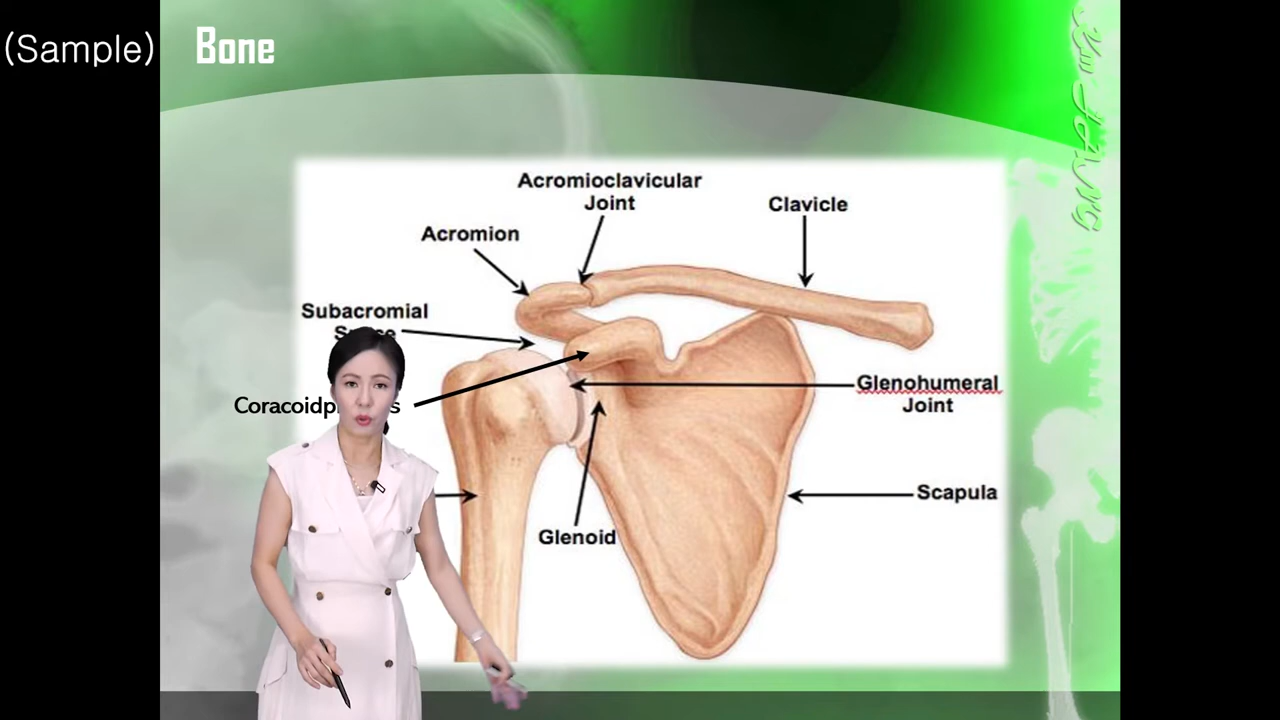 (Sample)
Bone
Acromioclavicular
Joint
Clavicle
Acromion
Subacromial
Glenohumeral
Joint
Scapula
Glenoid